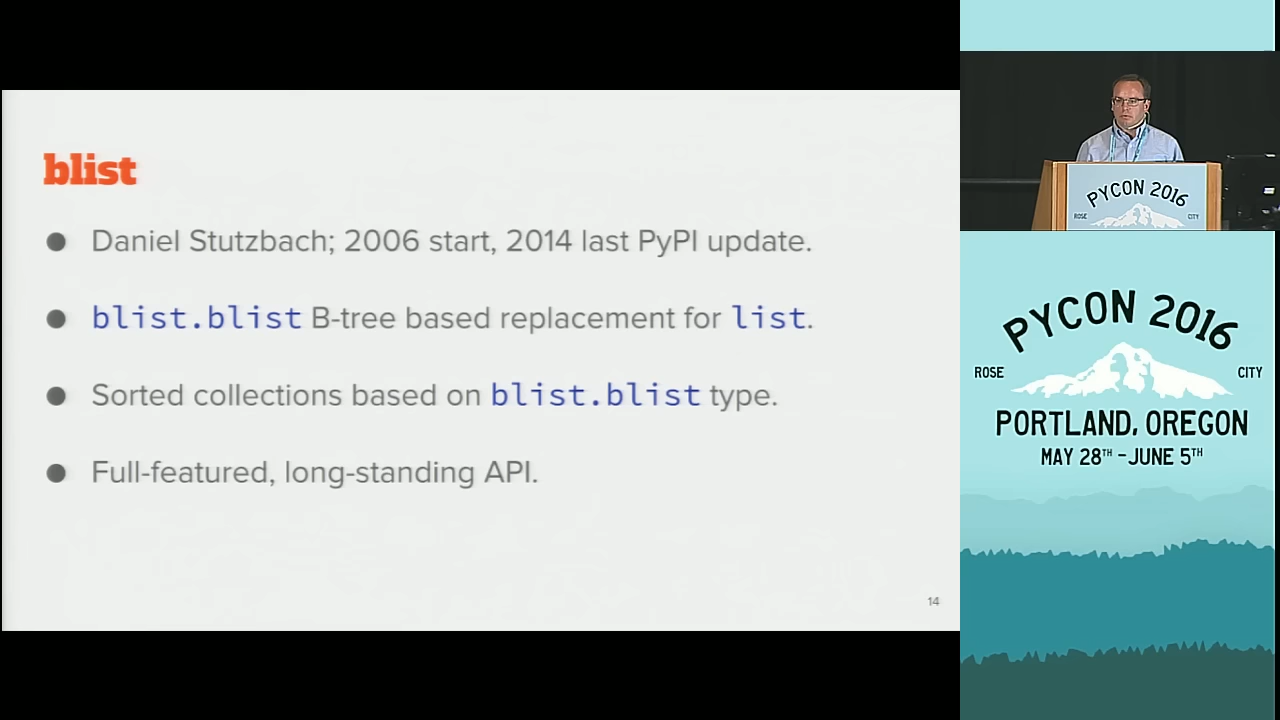 blist
Daniel Stutzbach; 2006 start, 2014 last PyPI update.
blist.blist B-tree based replacement for list.
Sorted collections based on blist.blist type.
Full-featured, long-standing API.
14
PYCON 2016
ROSE CITY
PYCON 2016
ROSE CITY
PORTLAND, OREGON
MAY 28TH - JUNE 5TH